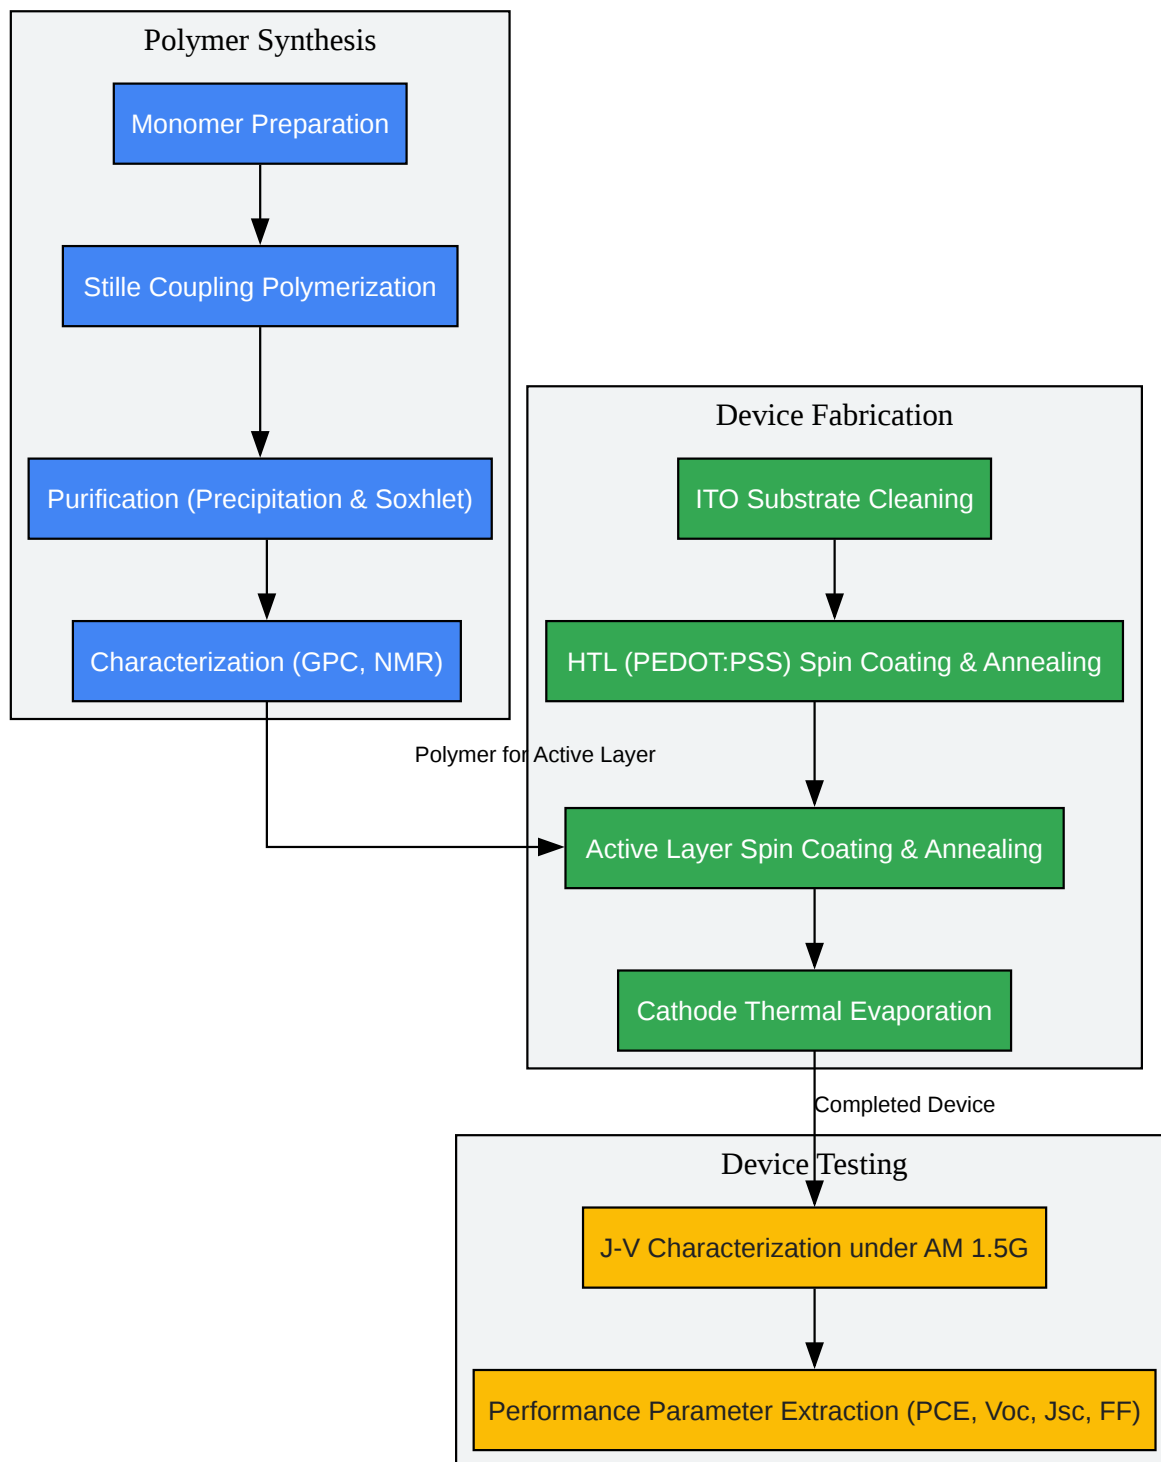 Polymer Synthesis
Monomer Preparation
Stille Coupling Polymerization
Purification (Precipitation & Soxhlet)
Characterization (GPC, NMR)
Polymer for Active Layer
Device Fabrication
ITO Substrate Cleaning
HTL (PEDOT:PSS) Spin Coating & Annealing
Active Layer Spin Coating & Annealing
Cathode Thermal Evaporation
Completed Device
Device Testing
J-V Characterization under AM 1.5G
Performance Parameter Extraction (PCE, Voc, Jsc, FF)